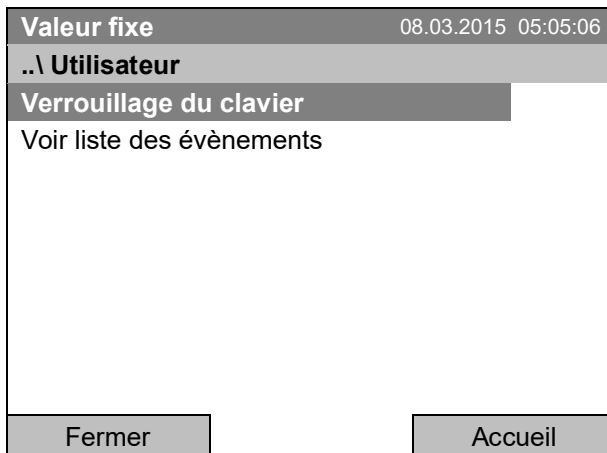 Valeur fixe 08.03.2015 05:05:06
..\ Utilisateur
Verrouillage du clavier
Voir liste des évènements
Fermer Accueil